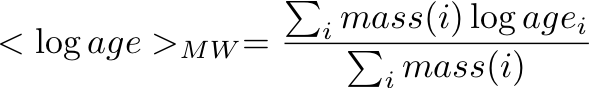 < log age >_{MW} = \frac{\sum_i mass(i) log age_i}{\sum_i mass(i)}